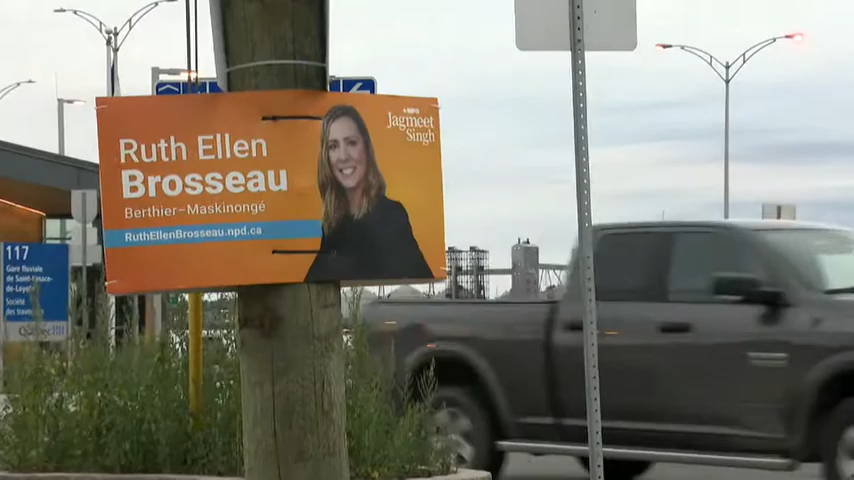 Ruth Ellen
Brosseau
Berthier–Maskinongé
RuthEllenBrosseau.npd.ca
NPD
Jagmeet
Singh
117
Gare fluviale
de Saint-Ignace-
de-Loyola
Société
des traversiers
Québec